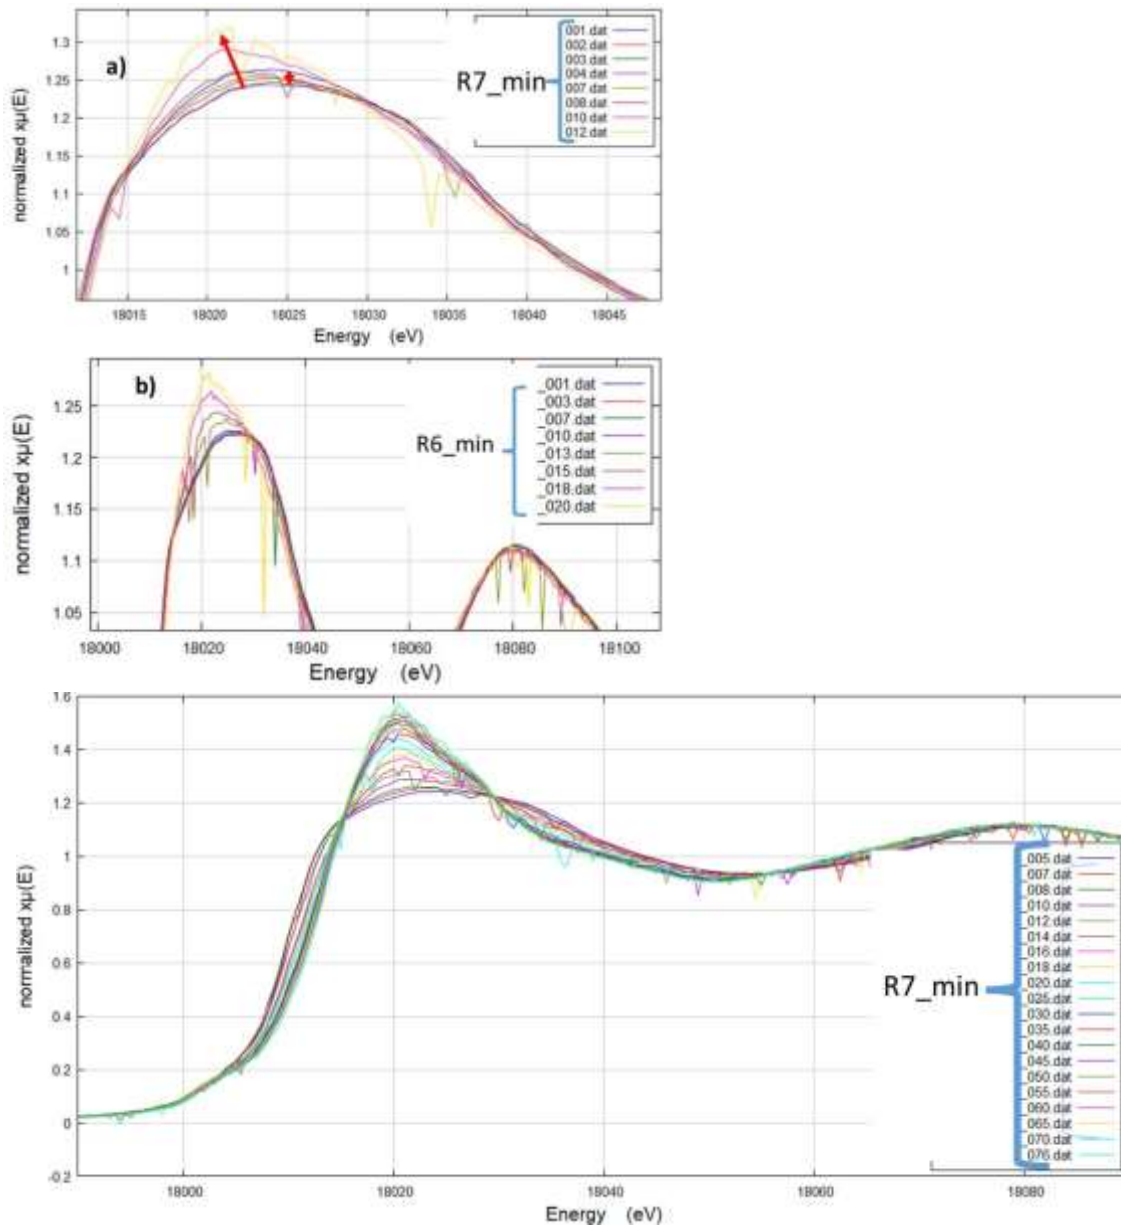 a)
1.3
1.25
1.2
1.15
1.1
1.05
1
normalized xμ(E)
R7_min
001.dat
002.dat
003.dat
004.dat
007.dat
008.dat
010.dat
012.dat
18015 18020 18025 18030 18035 18040 18045
Energy (eV)
b)
1.25
1.2
1.15
1.1
1.05
normalized xμ(E)
R6_min
_001.dat
_003.dat
_007.dat
_010.dat
_013.dat
_015.dat
_018.dat
_020.dat
18000 18020 18040 18060 18080 18100
Energy (eV)
1.6
1.4
1.2
1
0.8
0.6
0.4
0.2
0
-0.2
normalized xμ(E)
R7_min
_005.dat
_007.dat
_008.dat
_010.dat
_012.dat
_014.dat
_016.dat
_018.dat
_020.dat
_025.dat
_030.dat
_035.dat
_040.dat
_045.dat
_050.dat
_055.dat
_060.dat
_065.dat
_070.dat
_076.dat
18000 18020 18040 18060 18080
Energy (eV)